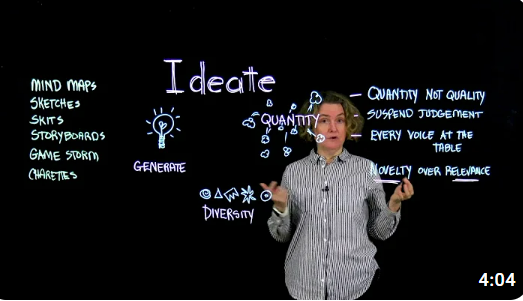 Ideate
MIND MAPS
SKETCHES
SKITS
STORYBOARDS
GAME STORM
CHARETTES
GENERATE
QUANTITY
DIVERSITY
QUANTITY NOT QUALITY
SUSPEND JUDGEMENT
EVERY VOICE AT THE
TABLE
NOVELTY OVER RELEVANCE
4:04